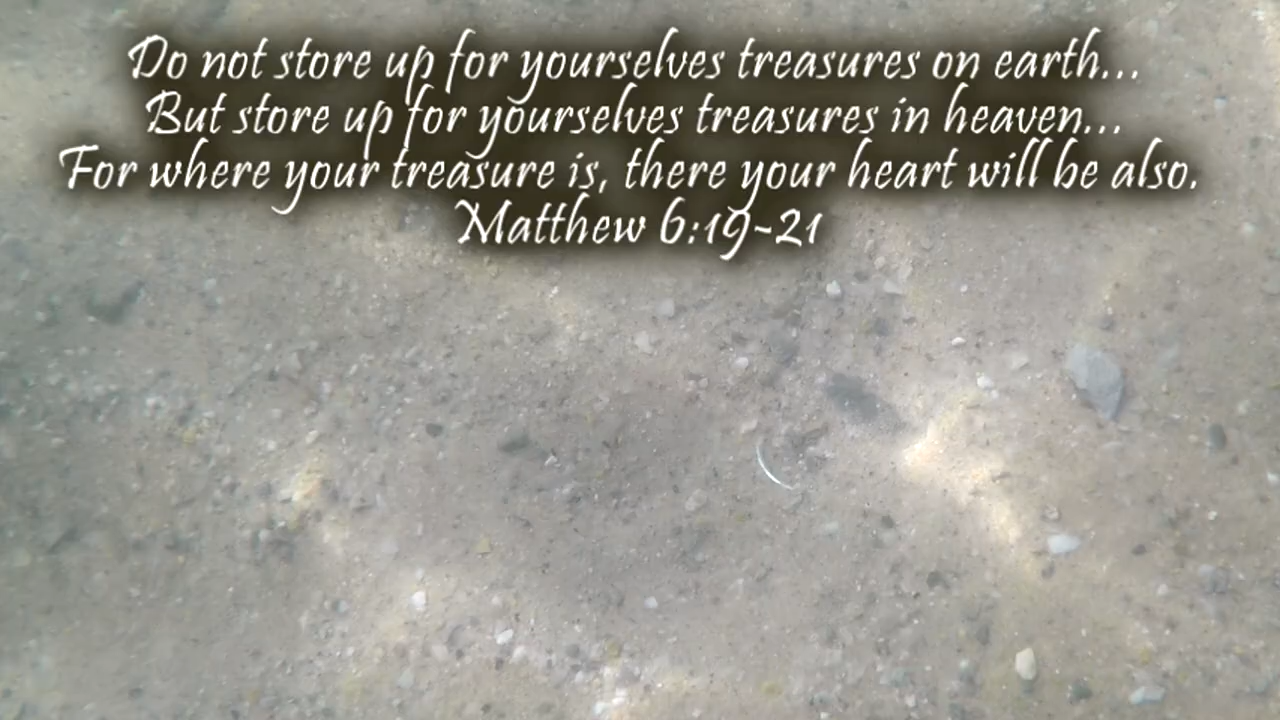 Do not store up for yourselves treasures on earth...
But store up for yourselves treasures in heaven...
For where your treasure is, there your heart will be also.
Matthew 6:19-21